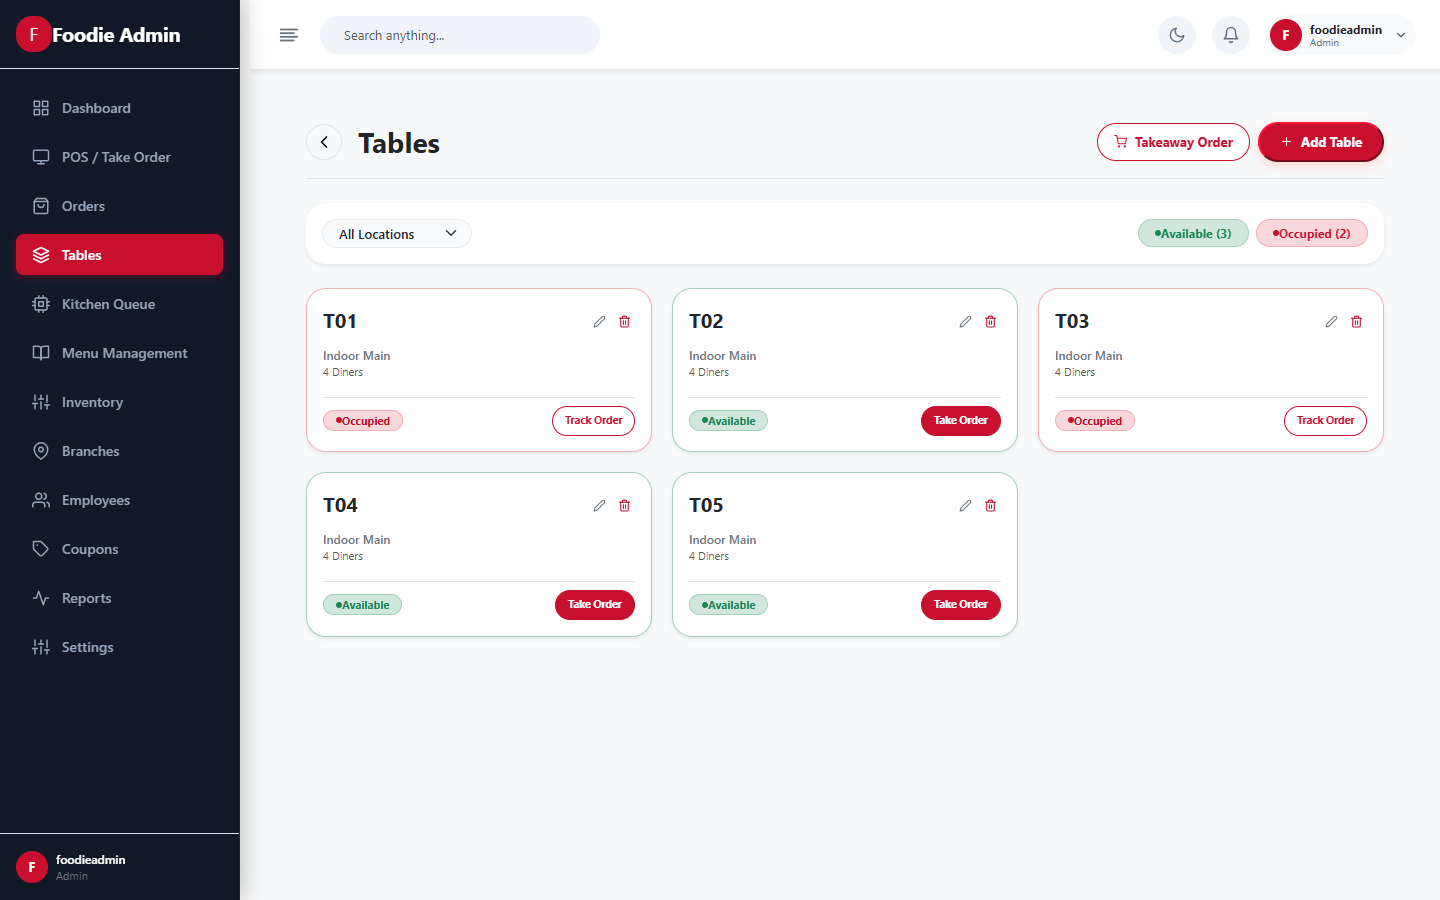 F Foodie Admin
Search anything...
F foodieadmin
Admin
Dashboard
POS / Take Order
Orders
Tables
Kitchen Queue
Menu Management
Inventory
Branches
Employees
Coupons
Reports
Settings
F foodieadmin
Admin
Tables
Takeaway Order
+ Add Table
All Locations
Available (3)
Occupied (2)
T01
Indoor Main
4 Diners
Occupied
Track Order
T02
Indoor Main
4 Diners
Available
Take Order
T03
Indoor Main
4 Diners
Occupied
Track Order
T04
Indoor Main
4 Diners
Available
Take Order
T05
Indoor Main
4 Diners
Available
Take Order